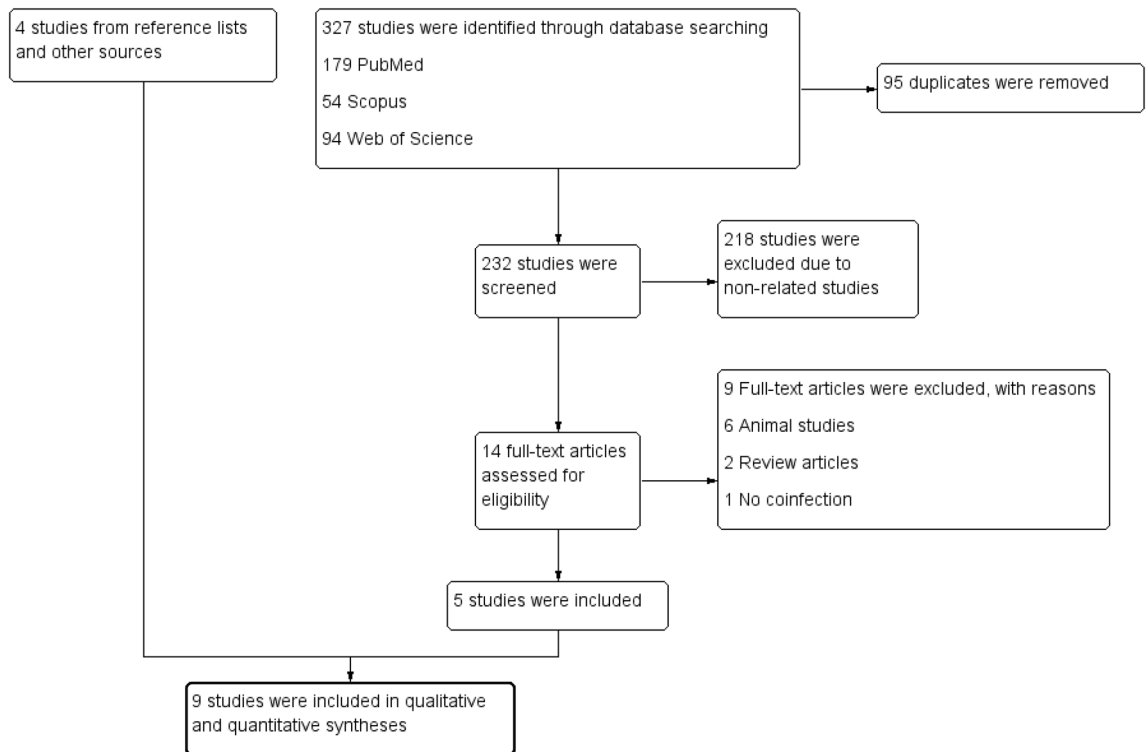 4 studies from reference lists
and other sources
327 studies were identified through database searching
179 PubMed
54 Scopus
94 Web of Science
95 duplicates were removed
232 studies were
screened
218 studies were
excluded due to
non-related studies
14 full-text articles
assessed for
eligibility
9 Full-text articles were excluded, with reasons
6 Animal studies
2 Review articles
1 No coinfection
5 studies were included
9 studies were included in qualitative
and quantitative syntheses